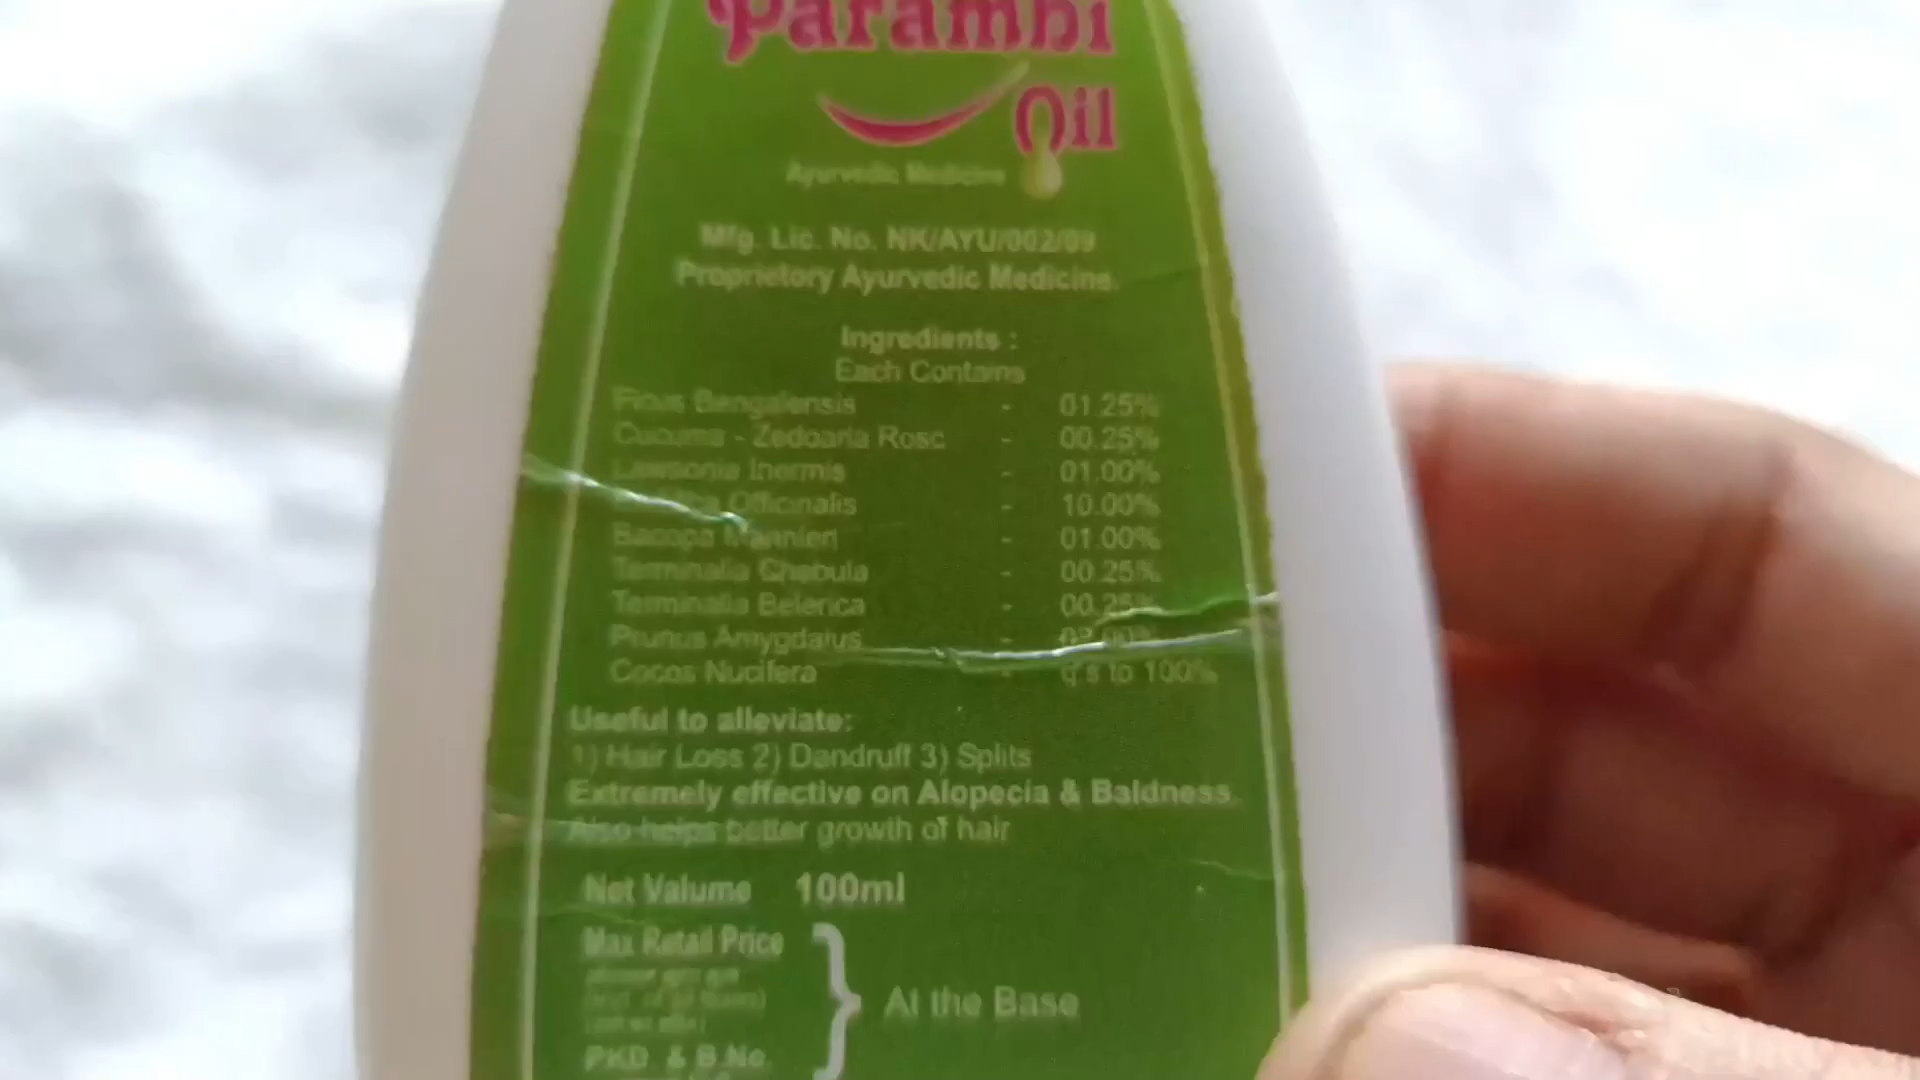 Parambi
Oil
Ayurvedic Medicine
Mfg. Lic. No. NK/AYU/002/09
Proprietory Ayurvedic Medicine.
Ingredients :
Each Contains
Ficus Bengalensis - 01.25%
Cucuma - Zedoaria Rosc - 00.25%
Lawsonia Inermis - 01.00%
Officinalis - 10.00%
Bacopa Mannieri - 01.00%
Terminalia Chebula - 00.25%
Terminalia Belerica - 00.25%
Prunus Amygdalus -
Cocos Nucifera - q.s to 100%
Useful to alleviate:
1) Hair Loss 2) Dandruff 3) Splits
Extremely effective on Alopecia & Baldness.
Also helps better growth of hair
Net Valume 100ml
Max Retail Price
At the Base
PKD. & B.No.